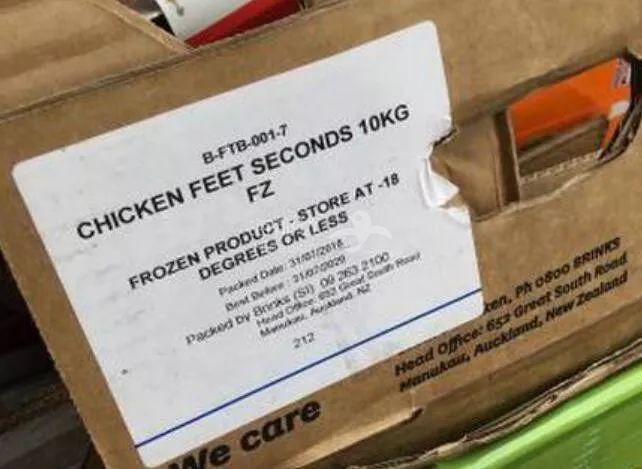 B-FTB-001-7
CHICKEN FEET SECONDS 10KG
FZ
FROZEN PRODUCT - STORE AT -18
DEGREES OR LESS
Packed Date: 31/07/2018
Best Before : 31/07/2020
Packed by Brinks (SI) 09 263 2100
Head Office: 652 Great South Road
Manukau, Auckland, NZ
212
ken, Ph 0800 BRINKS
Head Office: 652 Great South Road
Manukau, Auckland, New Zealand
We care